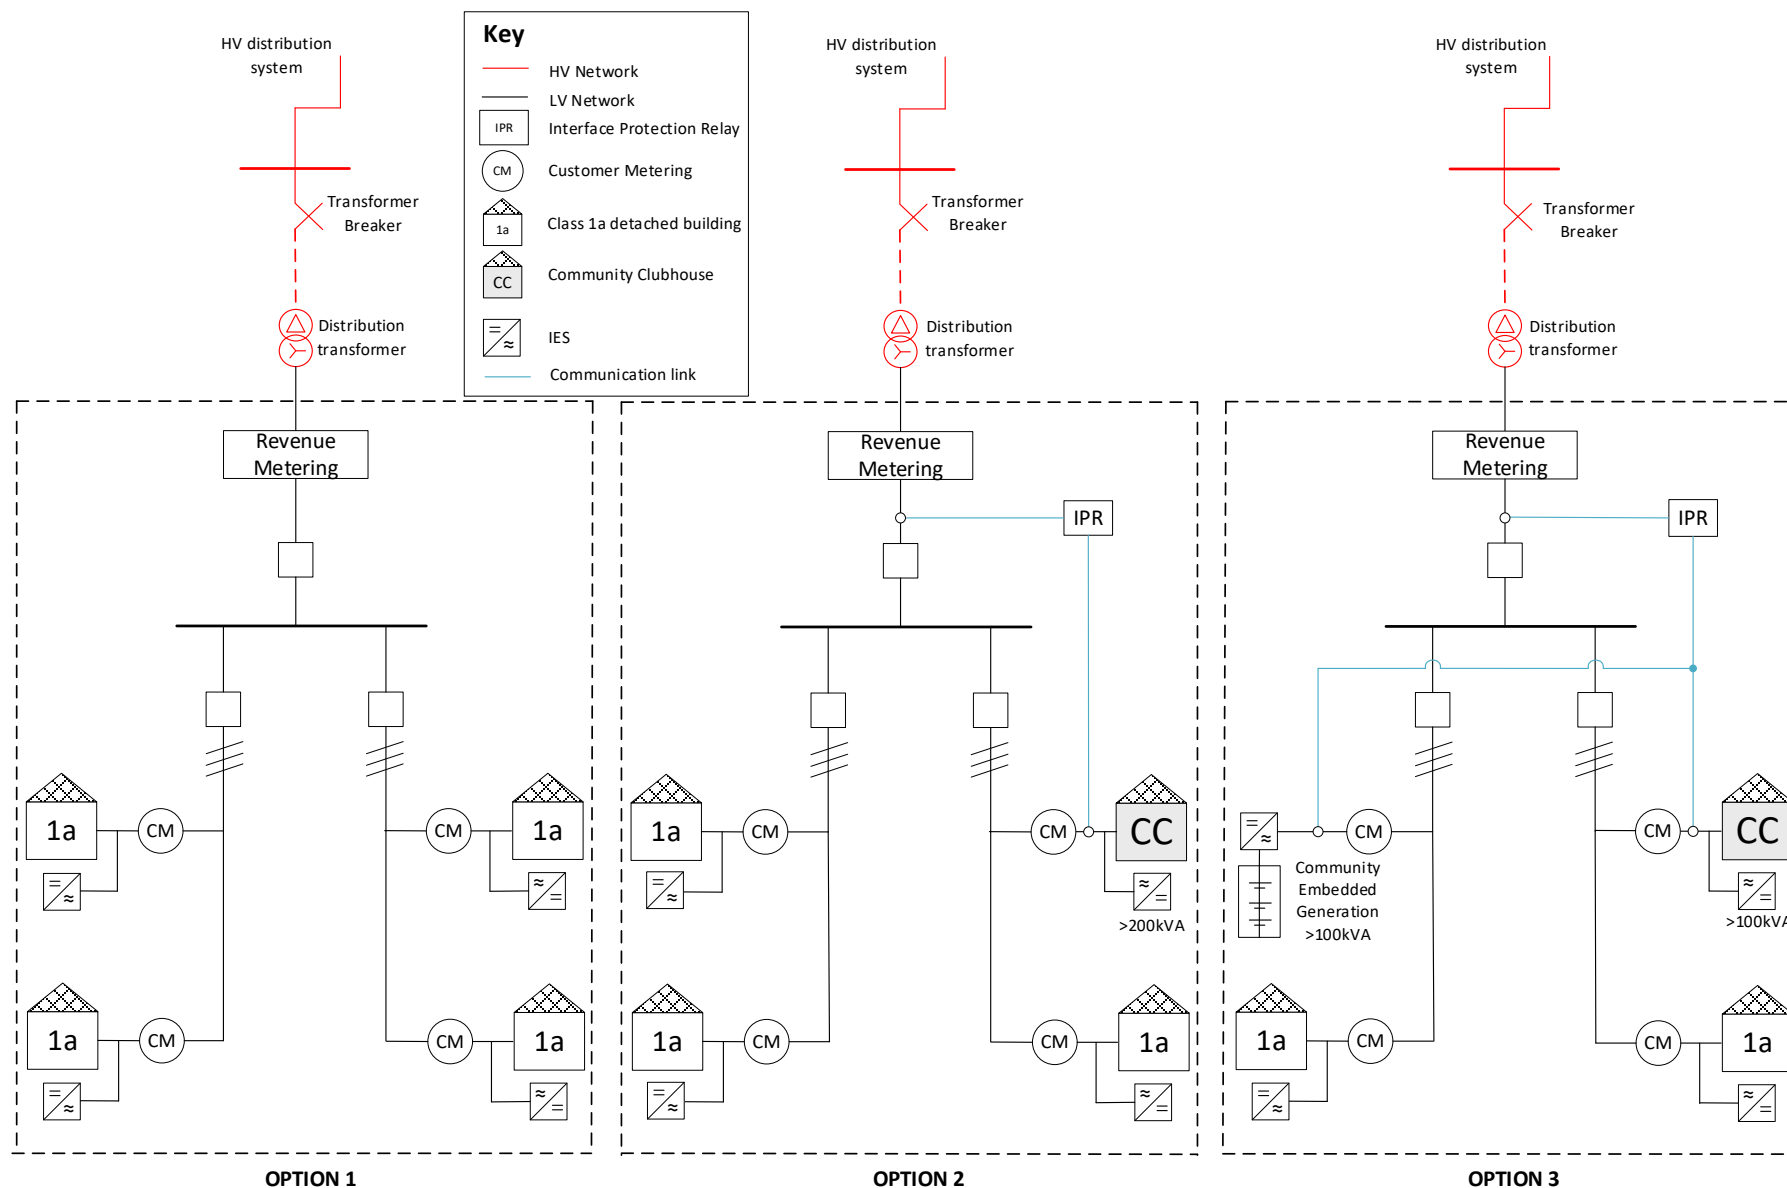 HV distribution
system
Transformer
Breaker
Distribution
transformer
Revenue
Metering
1a
CM
CM
1a
1a
CM
CM
1a
OPTION 1
Key
HV Network
LV Network
IPR
Interface Protection Relay
CM
Customer Metering
1a
Class 1a detached building
CC
Community Clubhouse
IES
Communication link
HV distribution
system
Transformer
Breaker
Distribution
transformer
Revenue
Metering
IPR
1a
CM
CM
CC
>200kVA
1a
CM
CM
1a
OPTION 2
HV distribution
system
Transformer
Breaker
Distribution
transformer
Revenue
Metering
IPR
CM
CM
CC
Community
Embedded
Generation
>100kVA
>100kVA
1a
CM
CM
1a
OPTION 3